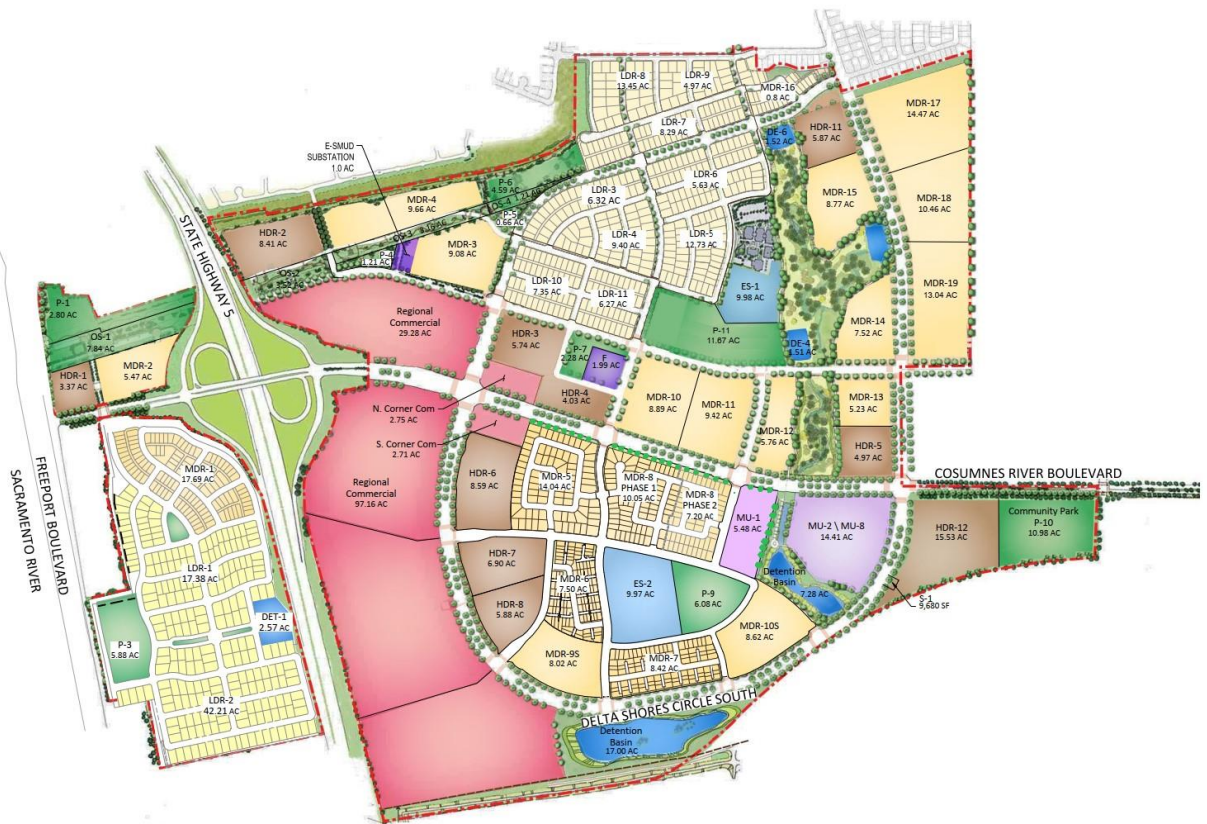 LDR-8
13.45 AC
LDR-9
4.97 AC
MDR-16
0.8 AC
MDR-17
14.47 AC
LDR-7
8.29 AC
DE-6
1.52 AC
HDR-11
5.87 AC
E-SMUD
SUBSTATION
1.0 AC
P-6
4.59 AC
OS-4 1.21 AC
LDR-6
5.63 AC
LDR-3
6.32 AC
MDR-15
8.77 AC
MDR-18
10.46 AC
MDR-4
9.66 AC
P-5
0.66 AC
HDR-2
8.41 AC
STATE HIGHWAY 5
MDR-3
9.08 AC
P-4
1.21 AC
LDR-4
9.40 AC
LDR-5
12.73 AC
OS-2
3.52 AC
LDR-10
7.35 AC
LDR-11
6.27 AC
ES-1
9.98 AC
MDR-19
13.04 AC
P-1
2.80 AC
OS-1
7.84 AC
Regional
Commercial
29.28 AC
HDR-3
5.74 AC
P-7
2.28 AC
F
1.99 AC
P-11
11.67 AC
DE-4
1.51 AC
MDR-14
7.52 AC
HDR-1
3.37 AC
MDR-2
5.47 AC
N. Corner Com
2.75 AC
HDR-4
4.03 AC
MDR-10
8.89 AC
MDR-11
9.42 AC
MDR-12
5.76 AC
MDR-13
5.23 AC
S. Corner Com
2.71 AC
HDR-5
4.97 AC
COSUMNES RIVER BOULEVARD
MDR-1
17.69 AC
Regional
Commercial
97.16 AC
HDR-6
8.59 AC
MDR-5
14.04 AC
MDR-8
PHASE 1
10.05 AC
MDR-8
PHASE 2
7.20 AC
MU-1
5.48 AC
MU-2 \ MU-8
14.41 AC
HDR-12
15.53 AC
Community Park
P-10
10.98 AC
FREEPORT BOULEVARD
SACRAMENTO RIVER
LDR-1
17.38 AC
HDR-7
6.90 AC
MDR-6
7.50 AC
ES-2
9.97 AC
P-9
6.08 AC
Detention
Basin
7.28 AC
S-1
9,680 SF
HDR-8
5.88 AC
DET-1
2.57 AC
P-3
5.88 AC
MDR-9S
8.02 AC
MDR-7
8.42 AC
MDR-10S
8.62 AC
LDR-2
42.21 AC
DELTA SHORES CIRCLE SOUTH
Detention
Basin
17.00 AC